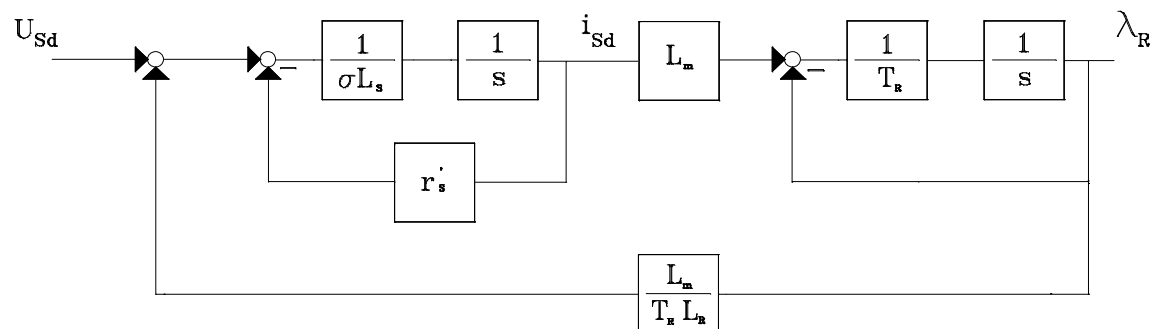 U_Sd
1
σL_s
1
s
i_Sd
L_m
1
T_R
1
s
λ_R
−
−
r'_s
L_m
T_R L_R